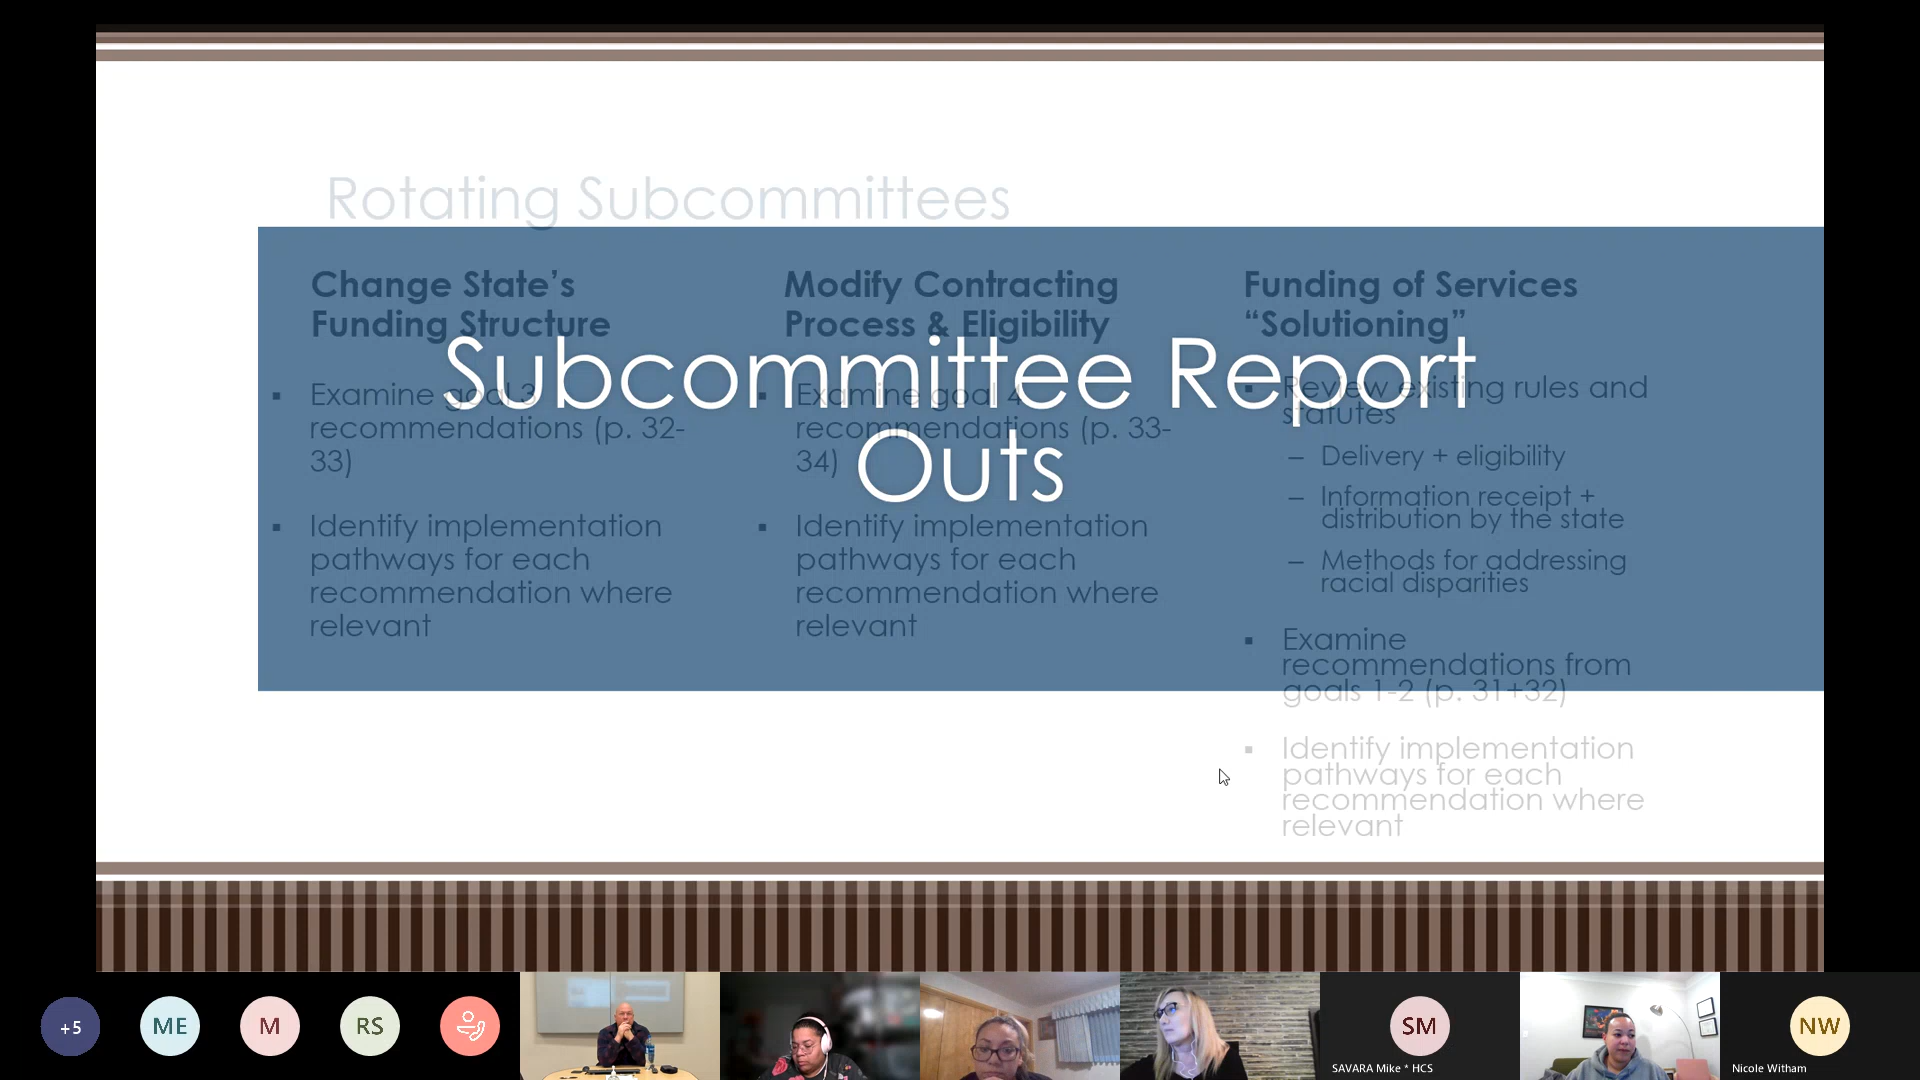 Rotating Subcommittees
Change State’s
Funding Structure
▪ Examine goal 3
recommendations (p. 32-
33)
▪ Identify implementation
pathways for each
recommendation where
relevant
Modify Contracting
Process & Eligibility
▪ Examine goal 4
recommendations (p. 33-
34)
▪ Identify implementation
pathways for each
recommendation where
relevant
Funding of Services
“Solutioning”
▪ Review existing rules and
statutes
– Delivery + eligibility
– Information receipt +
distribution by the state
– Methods for addressing
racial disparities
▪ Examine
recommendations from
goals 1-2 (p. 31+32)
▪ Identify implementation
pathways for each
recommendation where
relevant
Subcommittee Report
Outs
+5
ME
M
RS
SM
SAVARA Mike * HCS
NW
Nicole Witham